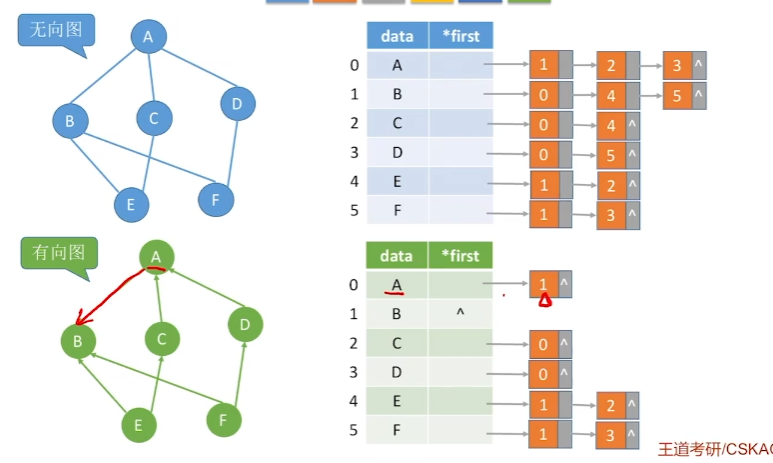 无向图
A
B
C
D
E
F
data *first
0 A 1 2 3 ^
1 B 0 4 5 ^
2 C 0 4 ^
3 D 0 5 ^
4 E 1 2 ^
5 F 1 3 ^
有向图
A
B
C
D
E
F
data *first
0 A 1 ^
1 B ^
2 C 0 ^
3 D 0 ^
4 E 1 2 ^
5 F 1 3 ^
王道考研/CSKAO